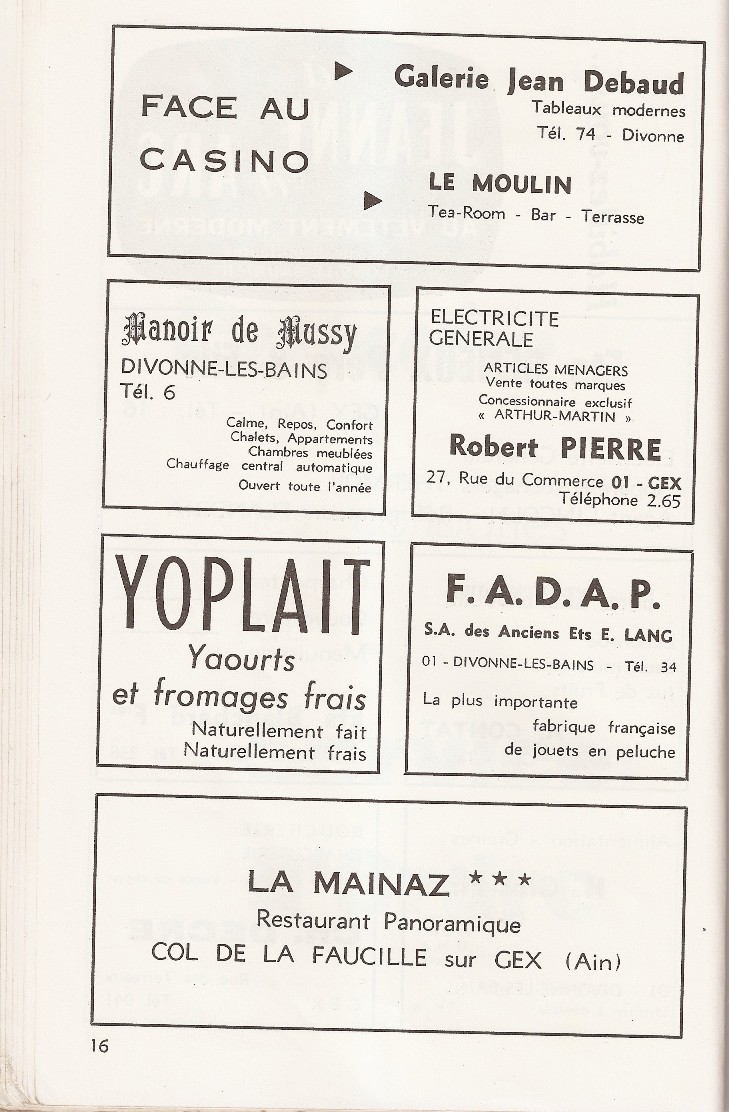 FACE AU
CASINO
Galerie Jean Debaud
Tableaux modernes
Tél. 74 - Divonne
LE MOULIN
Tea-Room - Bar - Terrasse
Manoir de Mussy
DIVONNE-LES-BAINS
Tél. 6
Calme, Repos, Confort
Chalets, Appartements
Chambres meublées
Chauffage central automatique
Ouvert toute l'année
ELECTRICITE
GENERALE
ARTICLES MENAGERS
Vente toutes marques
Concessionnaire exclusif
« ARTHUR-MARTIN »
Robert PIERRE
27, Rue du Commerce 01 - GEX
Téléphone 2.65
YOPLAIT
Yaourts
et fromages frais
Naturellement fait
Naturellement frais
F. A. D. A. P.
S.A. des Anciens Ets E. LANG
01 - DIVONNE-LES-BAINS - Tél. 34
La plus importante
fabrique française
de jouets en peluche
LA MAINAZ ***
Restaurant Panoramique
COL DE LA FAUCILLE sur GEX (Ain)
16